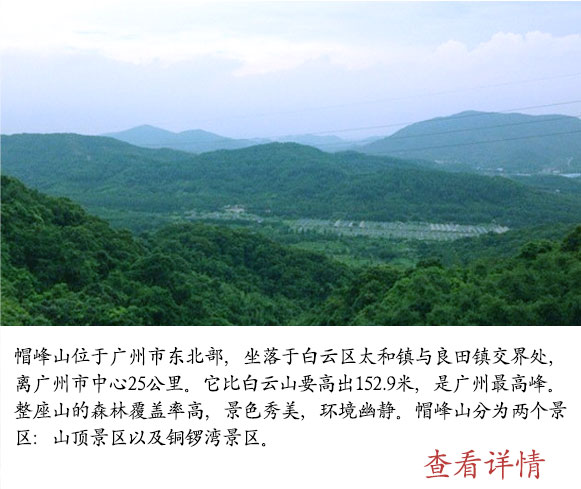 帽峰山位于广州市东北部，坐落于白云区太和镇与良田镇交界处，
离广州市中心25公里。它比白云山要高出152.9米，是广州最高峰。
整座山的森林覆盖率高，景色秀美，环境幽静。帽峰山分为两个景
区：山顶景区以及铜锣湾景区。
查看详情